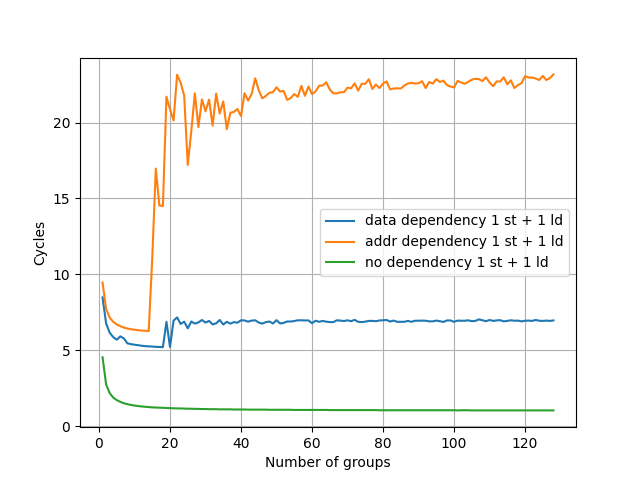 20
15
10
5
0
Cycles
data dependency 1 st + 1 ld
addr dependency 1 st + 1 ld
no dependency 1 st + 1 ld
0 20 40 60 80 100 120
Number of groups